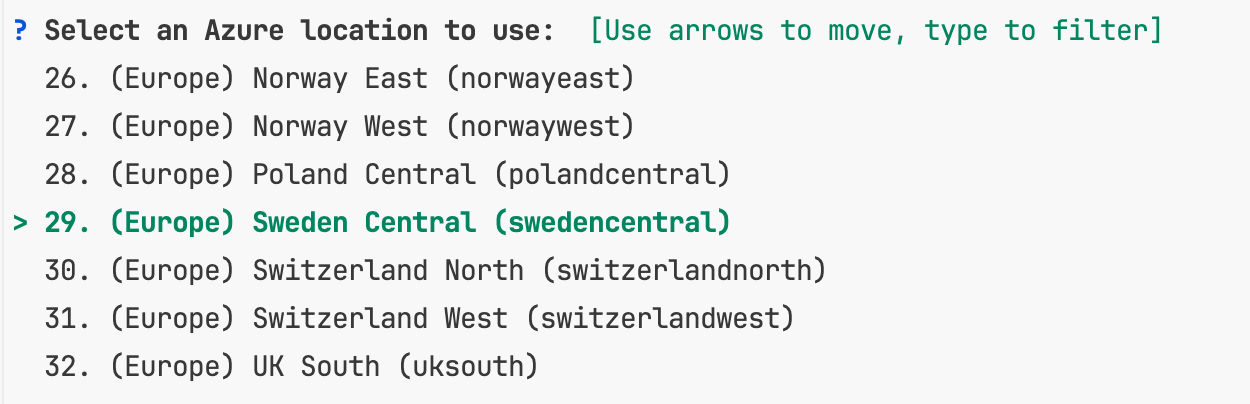 ? Select an Azure location to use:  [Use arrows to move, type to filter]
  26. (Europe) Norway East (norwayeast)
  27. (Europe) Norway West (norwaywest)
  28. (Europe) Poland Central (polandcentral)
> 29. (Europe) Sweden Central (swedencentral)
  30. (Europe) Switzerland North (switzerlandnorth)
  31. (Europe) Switzerland West (switzerlandwest)
  32. (Europe) UK South (uksouth)